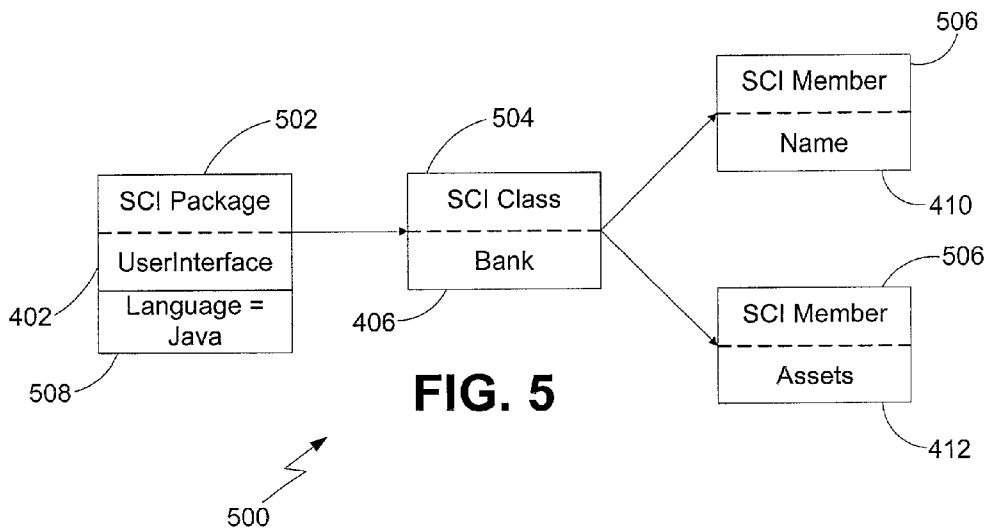 506
SCI Member
Name
410
502
504
SCI Package
SCI Class
UserInterface
Bank
402
Language =
Java
406
508
506
SCI Member
Assets
412
FIG. 5
500